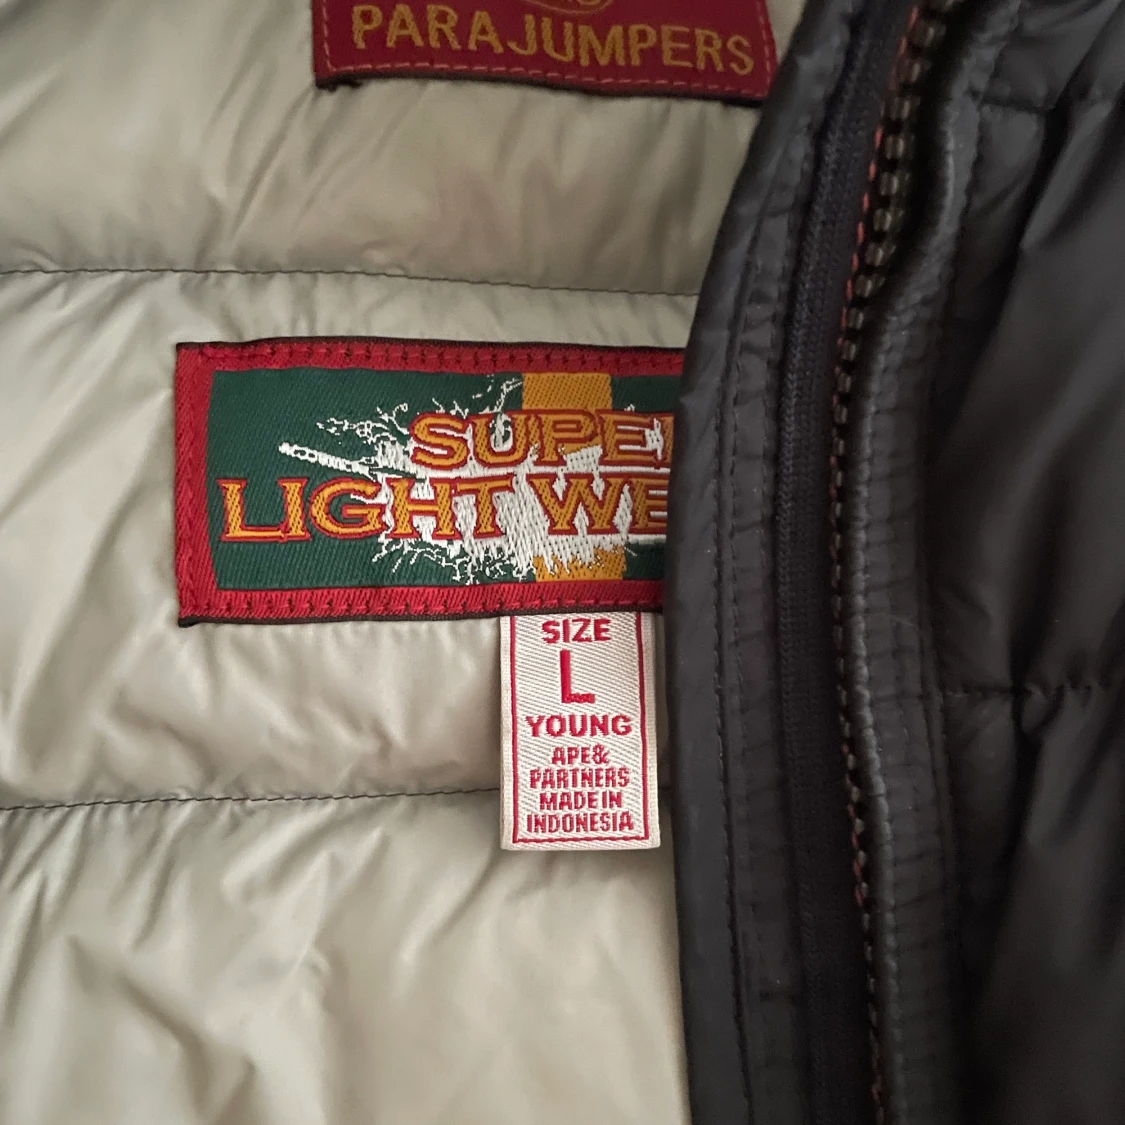 PARAJUMPERS
SUPE
LIGHT WE
SIZE
L
YOUNG
APE&
PARTNERS
MADE IN
INDONESIA